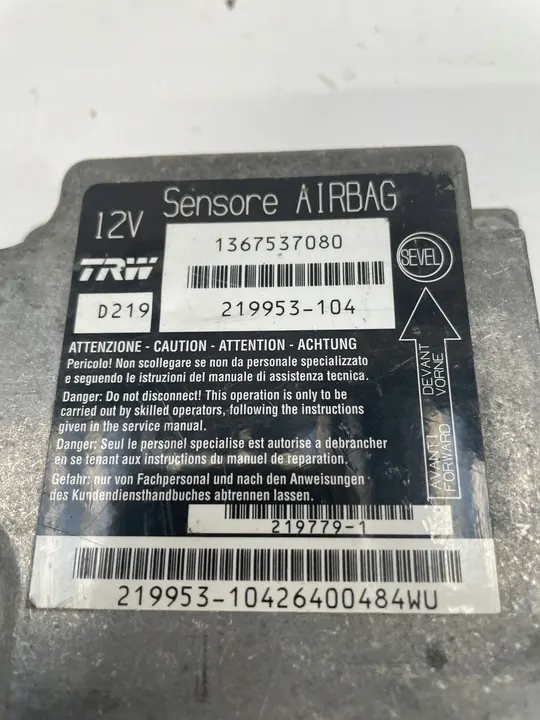 Sensore AIRBAG
12V
1367537080
SEVEL
TRW
D219
219953-104
ATTENZIONE - CAUTION - ATTENTION - ACHTUNG
Pericolo! Non scollegare se non da personale specializzato
e seguendo le istruzioni del manuale di assistenza tecnica.
Danger: Do not disconnect! This operation is only to be
carried out by skilled operators, following the instructions
given in the service manual.
Danger: Seul le personel specialise est autorise a debrancher
en se tenant aux instructions du manuel de reparation.
Gefahr: nur von Fachpersonal und nach den Anweisungen
des Kundendiensthandbuches abtrennen lassen.
AVANTI DEVANT
FORWARD VORNE
219779-1
219953-10426400484WU